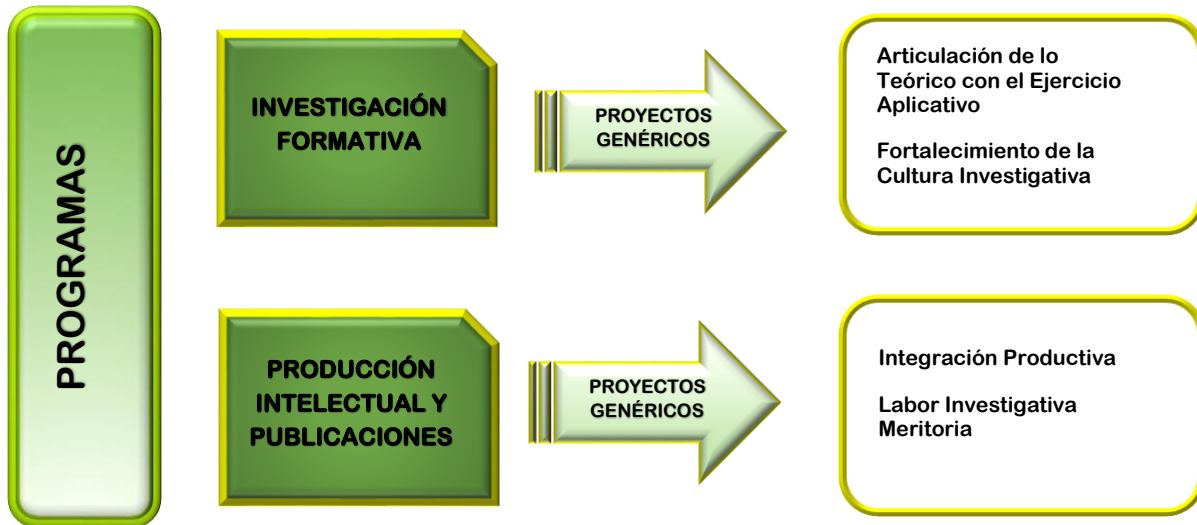 PROGRAMAS
INVESTIGACIÓN
FORMATIVA
PROYECTOS
GENÉRICOS
Articulación de lo
Teórico con el Ejercicio
Aplicativo
Fortalecimiento de la
Cultura Investigativa
PRODUCCIÓN
INTELECTUAL Y
PUBLICACIONES
PROYECTOS
GENÉRICOS
Integración Productiva
Labor Investigativa
Meritoria